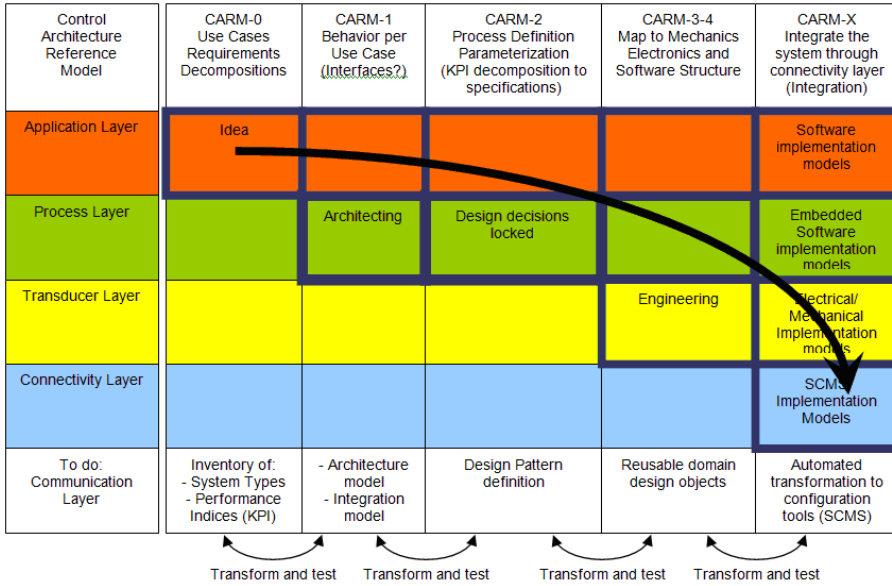 Control
Architecture
Reference
Model
CARM-0
Use Cases
Requirements
Decompositions
CARM-1
Behavior per
Use Case
(Interfaces?)
CARM-2
Process Definition
Parameterization
(KPI decomposition to
specifications)
CARM-3-4
Map to Mechanics
Electronics and
Software Structure
CARM-X
Integrate the
system through
connectivity layer
(Integration)
Application Layer
Idea
Software
implementation
models
Process Layer
Architecting
Design decisions
locked
Embedded
Software
implementation
models
Transducer Layer
Engineering
Electrical/
Mechanical
Implementation
models
Connectivity Layer
SCMS
Implementation
Models
To do:
Communication
Layer
Inventory of:
- System Types
- Performance
Indices (KPI)
- Architecture
model
- Integration
model
Design Pattern
definition
Reusable domain
design objects
Automated
transformation to
configuration
tools (SCMS)
Transform and test
Transform and test
Transform and test
Transform and test